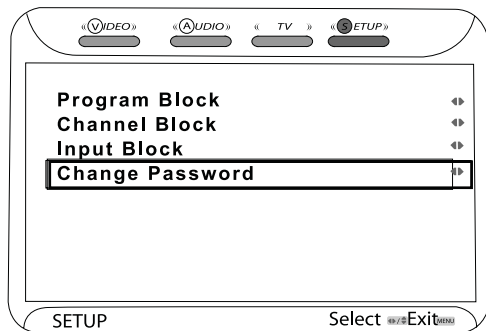 «VIDEO» «AUDIO» « TV » «SETUP»
Program Block
Channel Block
Input Block
Change Password
SETUP Select / Exit MENU